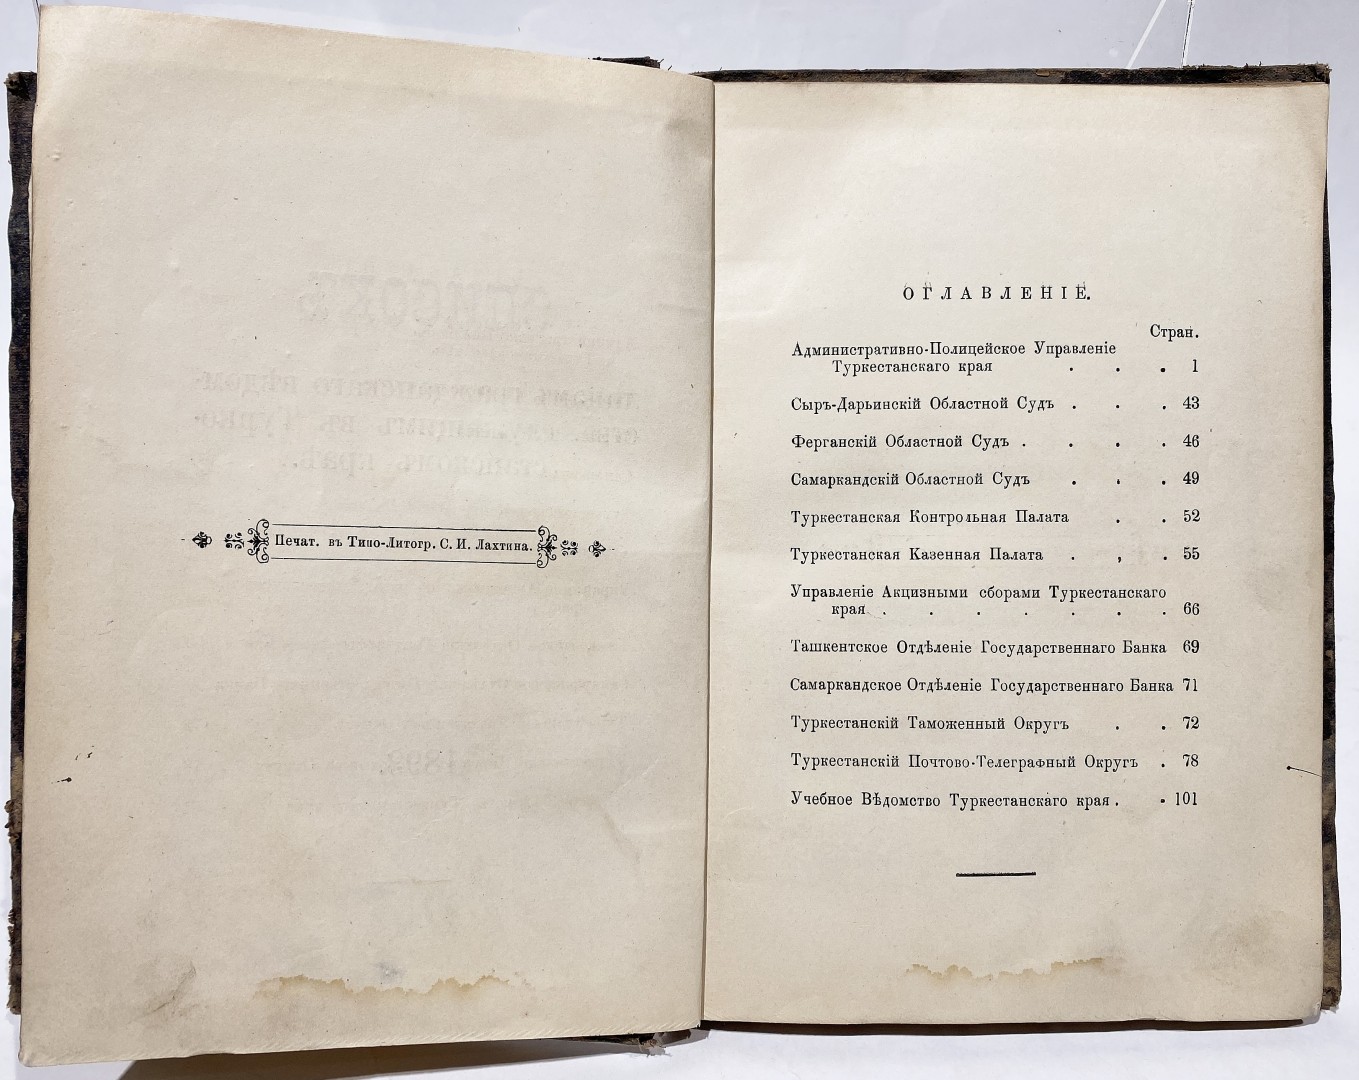 Печат. въ Типо-Литогр. С. И. Лахтина.
ОГЛАВЛЕНІЕ.
Стран.
Административно-Полицейское Управленіе
Туркестанскаго края . . . 1
Сыръ-Дарьинскій Областной Судъ . . . 43
Ферганскій Областной Судъ . . . . 46
Самаркандскій Областной Судъ . . . 49
Туркестанская Контрольная Палата . . 52
Туркестанская Казенная Палата . , . 55
Управленіе Акцизными сборами Туркестанскаго
края . . . . . . . 66
Ташкентское Отдѣленіе Государственнаго Банка 69
Самаркандское Отдѣленіе Государственнаго Банка 71
Туркестанскій Таможенный Округъ . . 72
Туркестанскій Почтово-Телеграфный Округъ . 78
Учебное Вѣдомство Туркестанскаго края . . 101